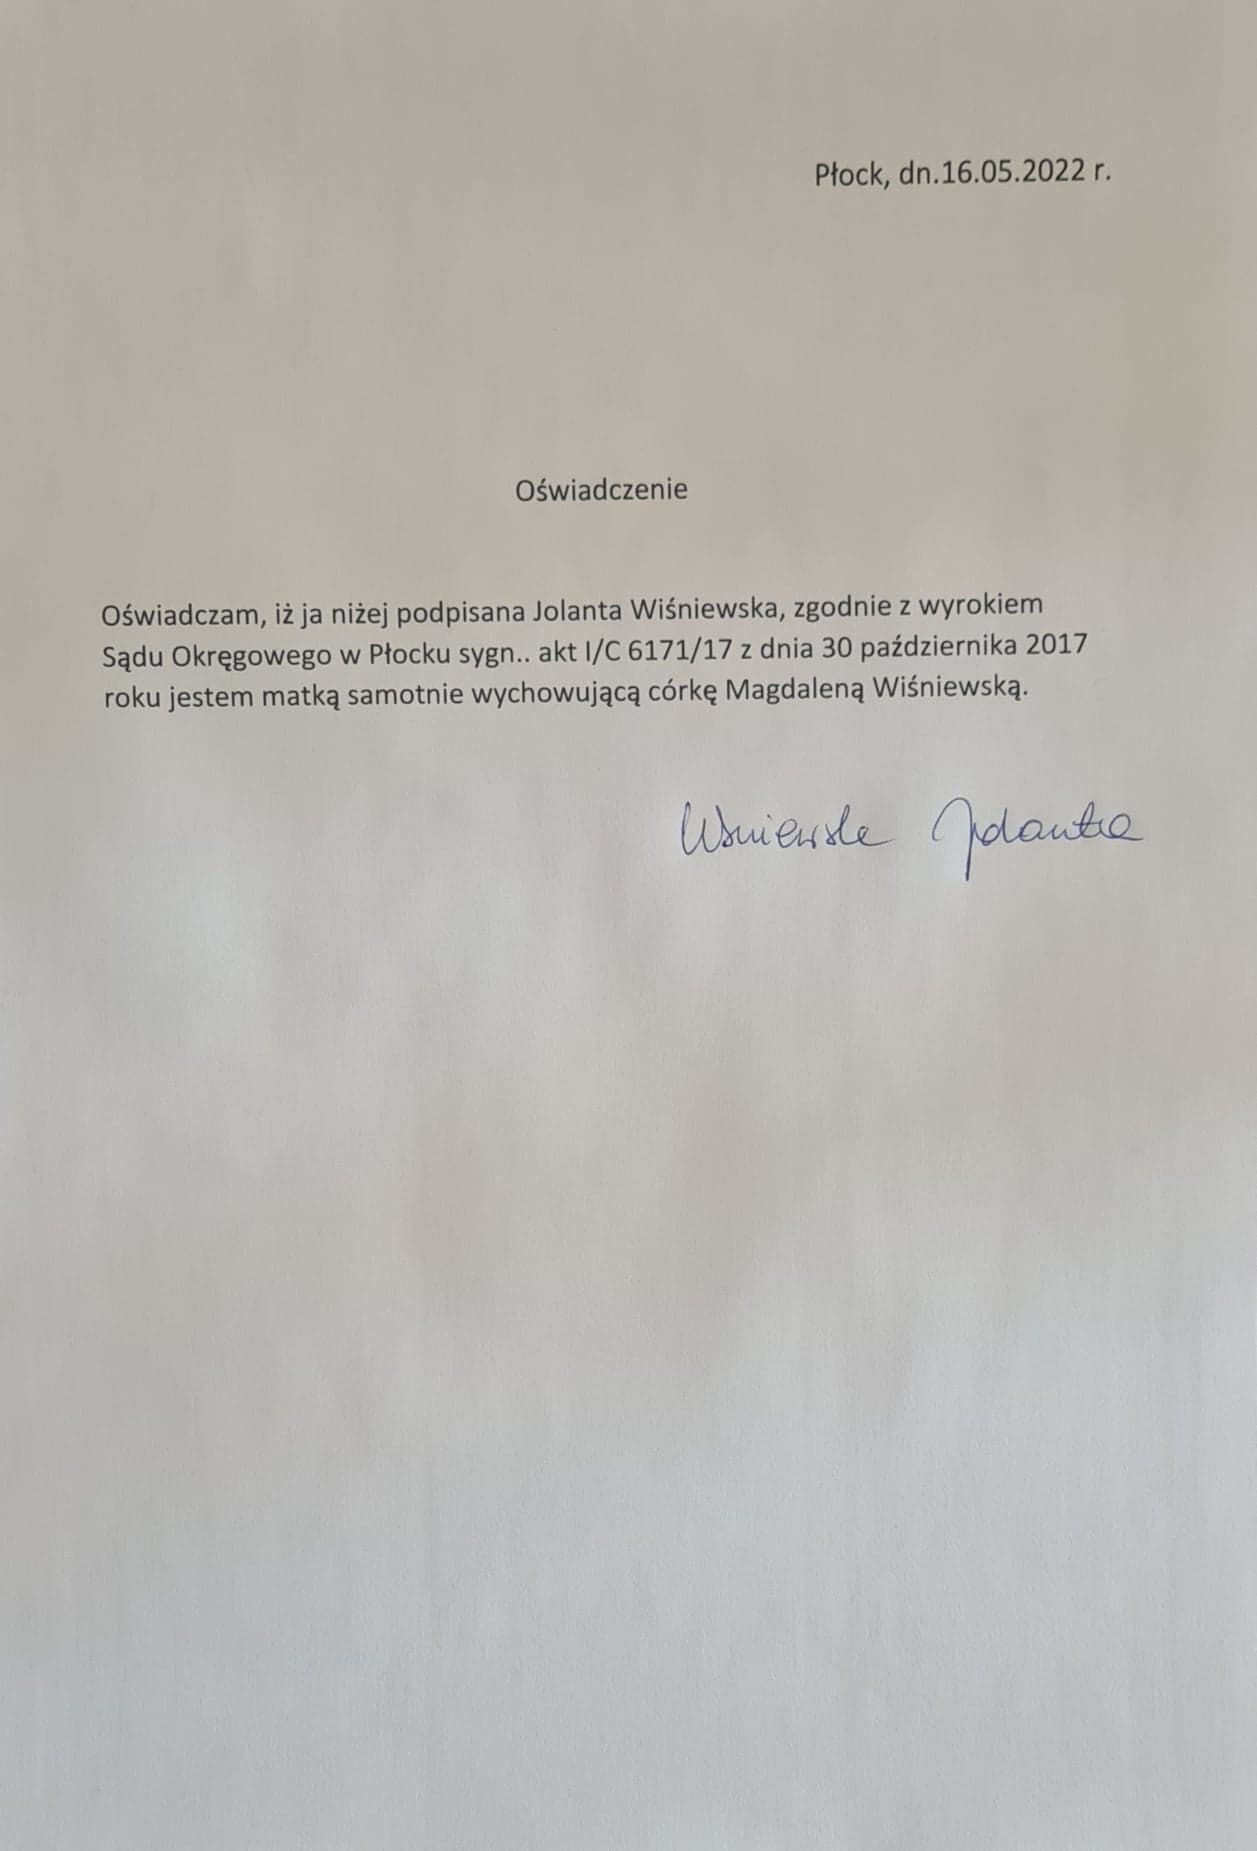 Płock, dn.16.05.2022 r.
Oświadczenie
Oświadczam, iż ja niżej podpisana Jolanta Wiśniewska, zgodnie z wyrokiem
Sądu Okręgowego w Płocku sygn.. akt I/C 6171/17 z dnia 30 października 2017
roku jestem matką samotnie wychowującą córkę Magdaleną Wiśniewską.
Wiśniewska Jolanta